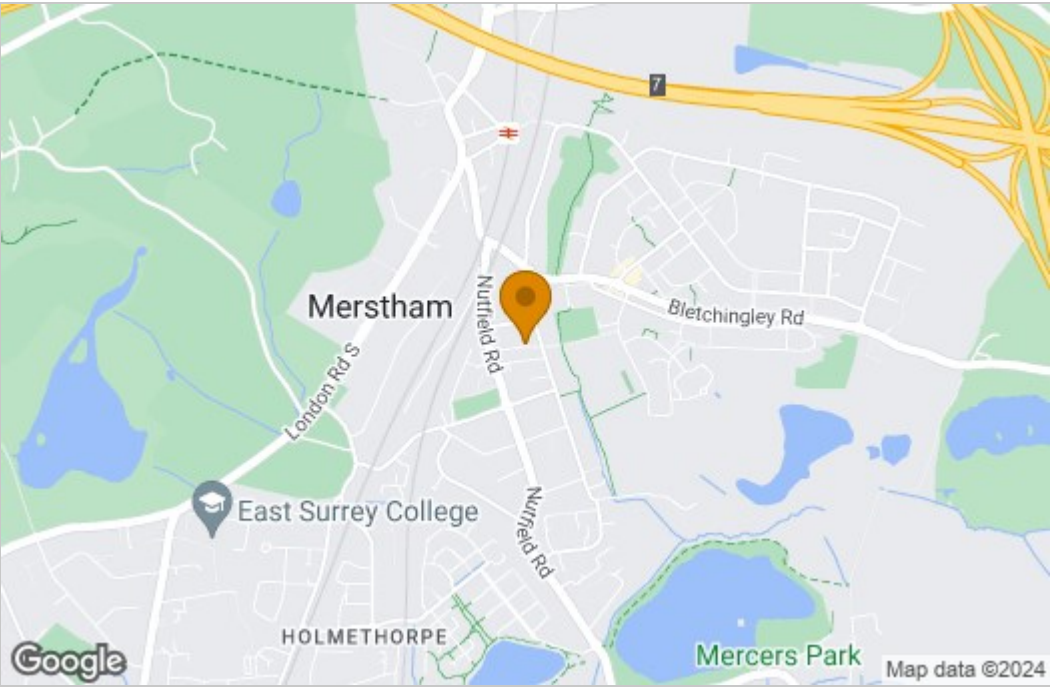 7
Merstham
Nutfield Rd
Bletchingley Rd
London Rd S
East Surrey College
Nutfield Rd
HOLMETHORPE
Mercers Park
Google
Map data ©2024